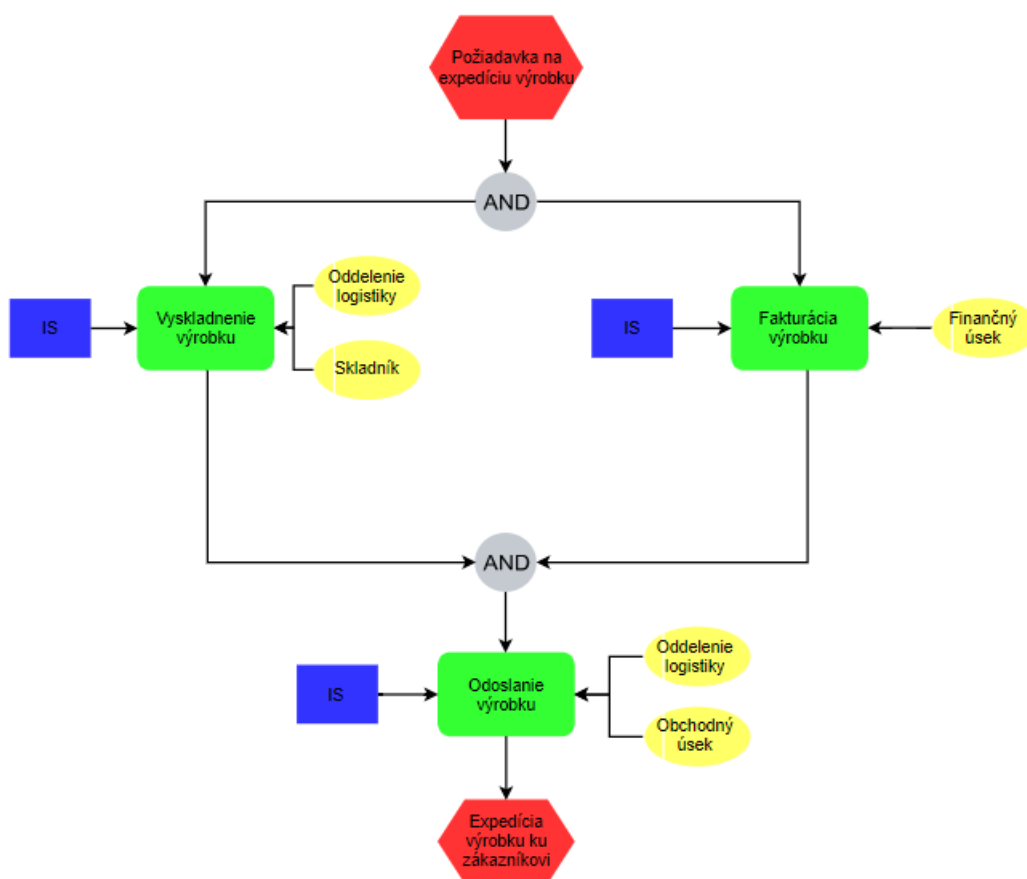 Požiadavka na
expedíciu výrobku
AND
Oddelenie
logistiky
IS
Vyskladnenie
výrobku
Skladník
IS
Fakturácia
výrobku
Finančný
úsek
AND
Oddelenie
logistiky
IS
Odoslanie
výrobku
Obchodný
úsek
Expedícia
výrobku ku
zákazníkovi